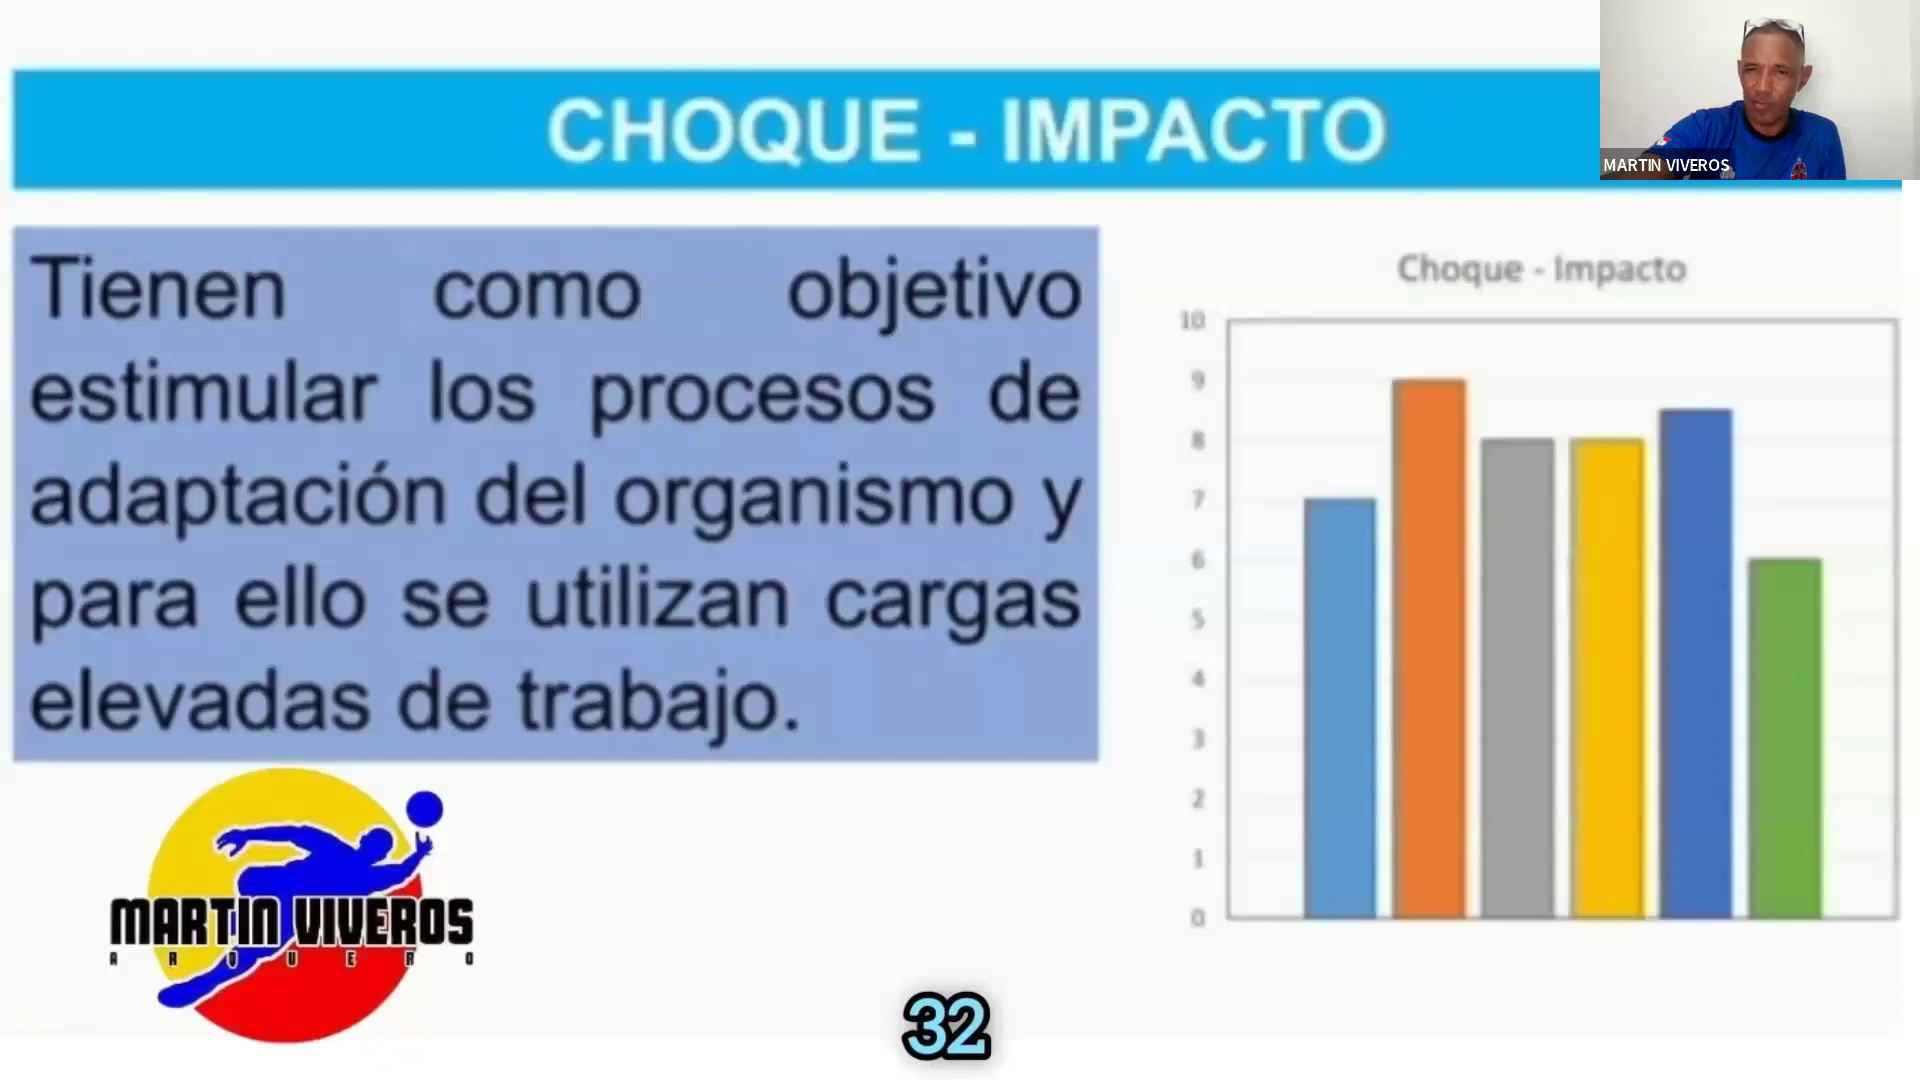 CHOQUE - IMPACTO
MARTIN VIVEROS
Tienen como objetivo
estimular los procesos de
adaptación del organismo y
para ello se utilizan cargas
elevadas de trabajo.
Choque - Impacto
10
9
8
7
6
5
4
3
2
1
0
MARTIN VIVEROS
ARQUERO
32